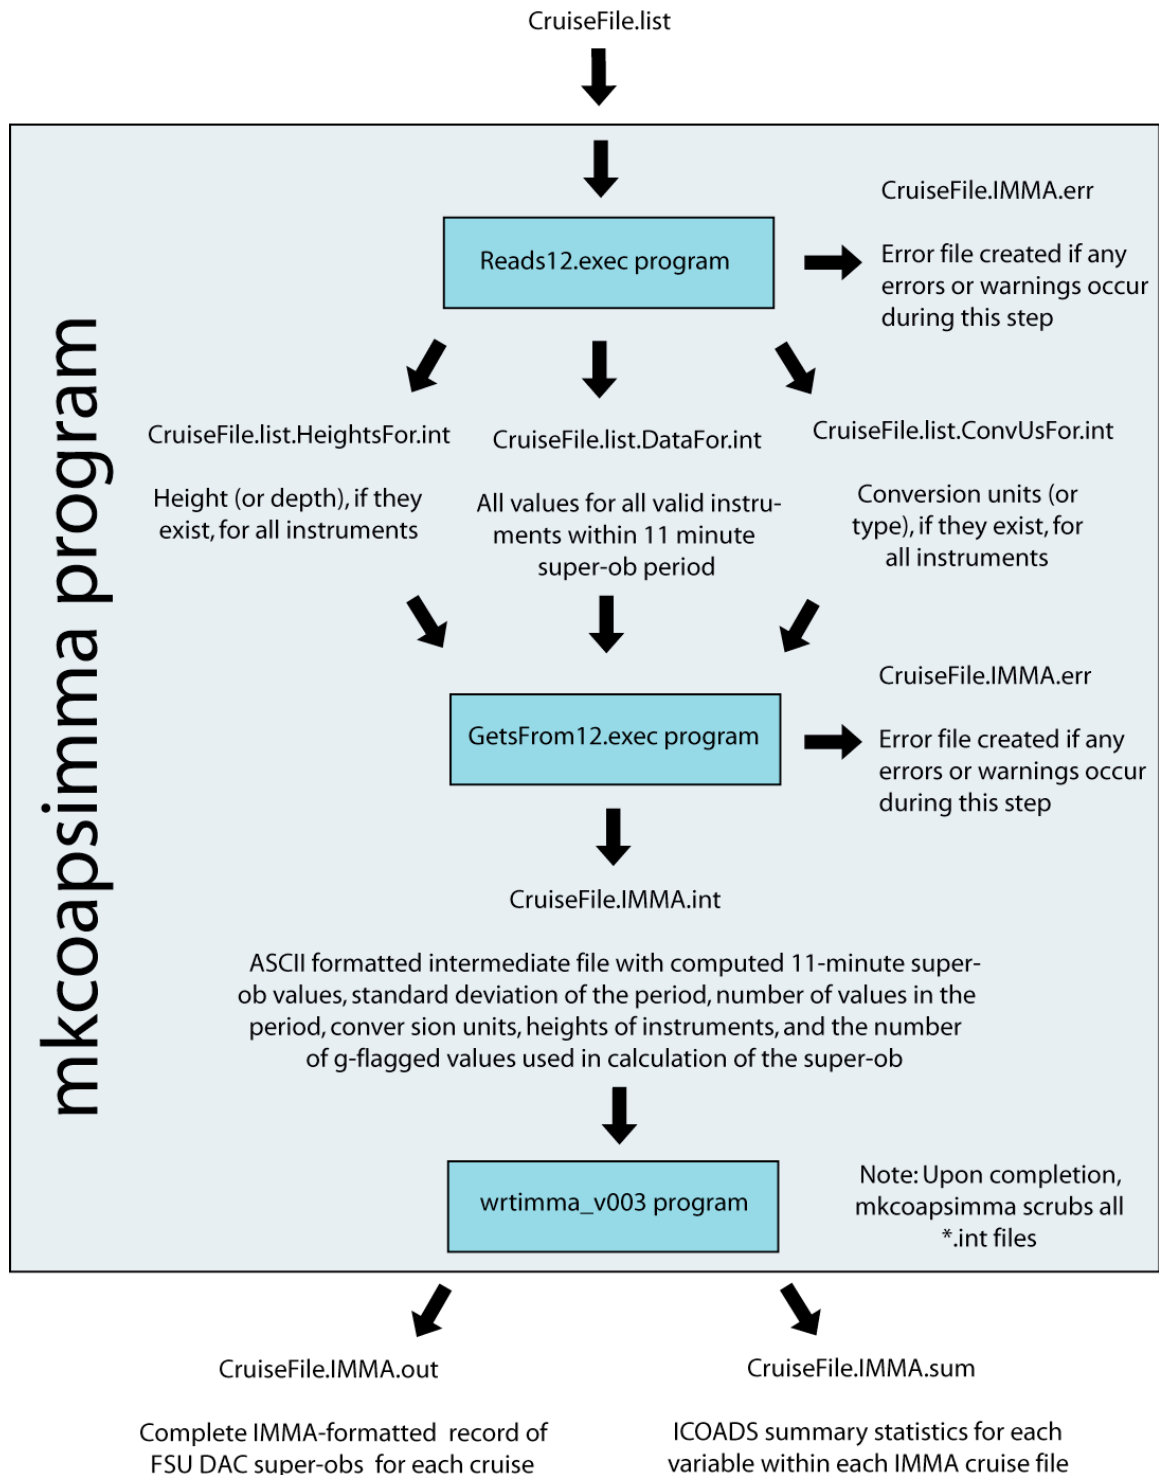 CruiseFile.list
mkcoapsimma program
Reads12.exec program
CruiseFile.IMMA.err
Error file created if any
errors or warnings occur
during this step
CruiseFile.list.HeightsFor.int
Height (or depth), if they
exist, for all instruments
CruiseFile.list.DataFor.int
All values for all valid instru-
ments within 11 minute
super-ob period
CruiseFile.list.ConvUsFor.int
Conversion units (or
type), if they exist, for
all instruments
GetsFrom12.exec program
CruiseFile.IMMA.err
Error file created if any
errors or warnings occur
during this step
CruiseFile.IMMA.int
ASCII formatted intermediate file with computed 11-minute super-
ob values, standard deviation of the period, number of values in the
period, conver sion units, heights of instruments, and the number
of g-flagged values used in calculation of the super-ob
wrtimma_v003 program
Note: Upon completion,
mkcoapsimma scrubs all
*.int files
CruiseFile.IMMA.out
Complete IMMA-formatted record of
FSU DAC super-obs for each cruise
CruiseFile.IMMA.sum
ICOADS summary statistics for each
variable within each IMMA cruise file